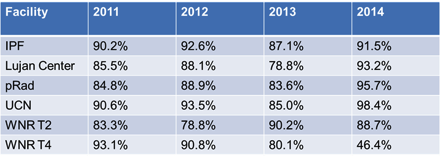 Facility 2011 2012 2013 2014
IPF 90.2% 92.6% 87.1% 91.5%
Lujan Center 85.5% 88.1% 78.8% 93.2%
pRad 84.8% 88.9% 83.6% 95.7%
UCN 90.6% 93.5% 85.0% 98.4%
WNR T2 83.3% 78.8% 90.2% 88.7%
WNR T4 93.1% 90.8% 80.1% 46.4%